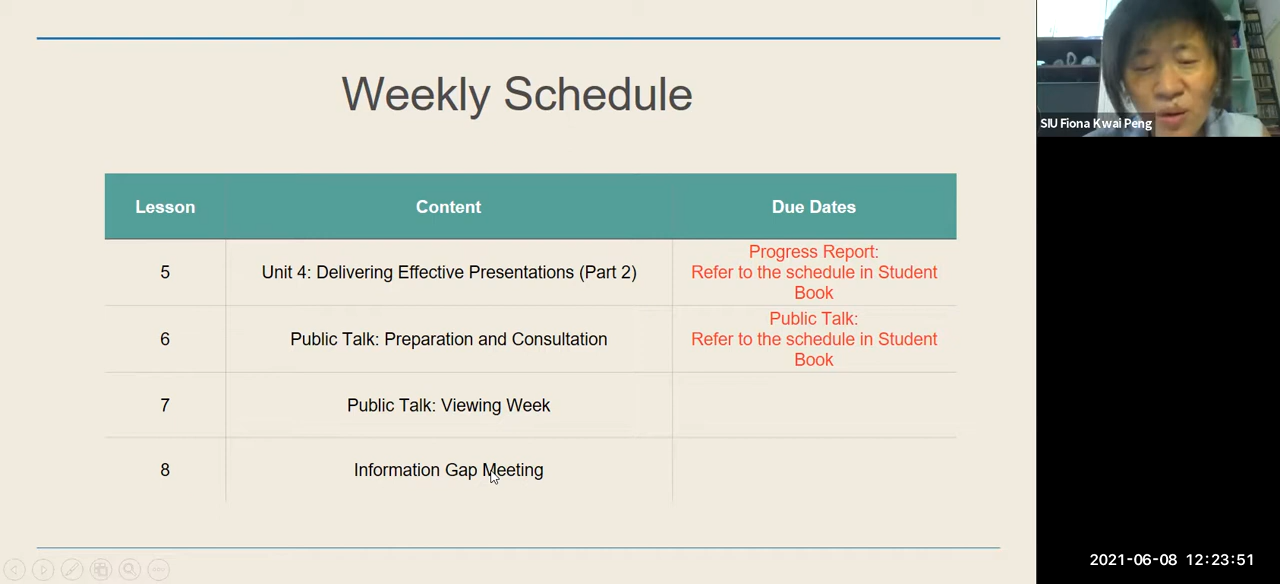 Weekly Schedule
Lesson
Content
Due Dates
5
Unit 4: Delivering Effective Presentations (Part 2)
Progress Report:
Refer to the schedule in Student
Book
6
Public Talk: Preparation and Consultation
Public Talk:
Refer to the schedule in Student
Book
7
Public Talk: Viewing Week
8
Information Gap Meeting
SIU Fiona Kwai Peng
2021-06-08 12:23:51